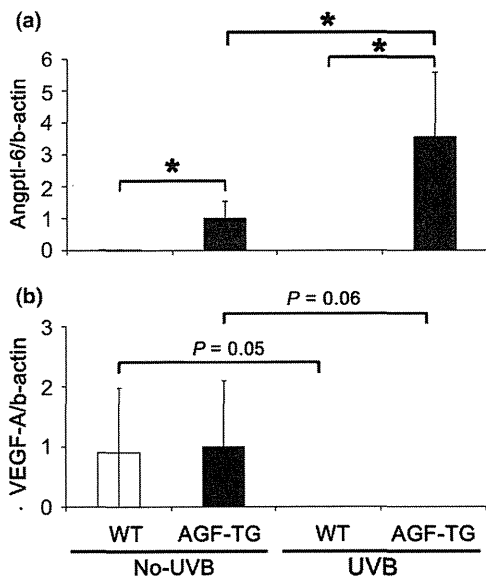 (a)
*
*
*
Angptl-6/b-actin
6
5
4
3
2
1
0
(b)
P = 0.06
P = 0.05
VEGF-A/b-actin
3
2
1
0
WT AGF-TG WT AGF-TG
No-UVB UVB